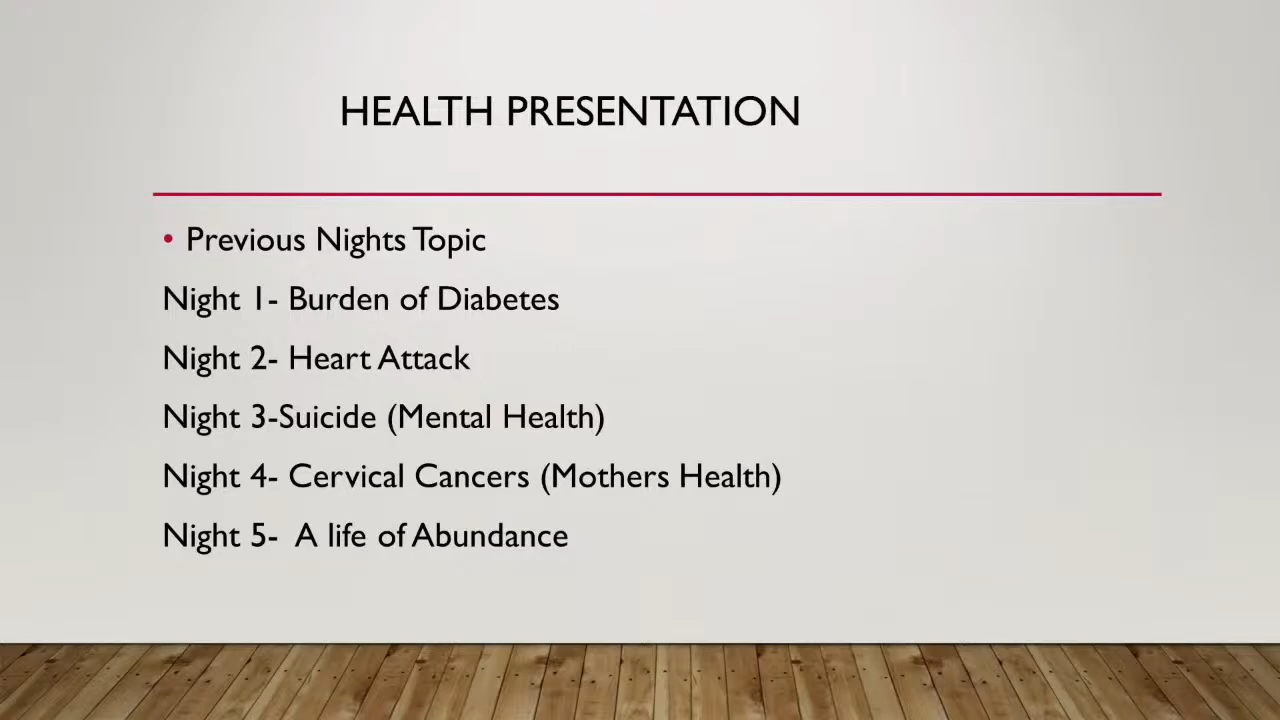 HEALTH PRESENTATION
• Previous Nights Topic
Night 1- Burden of Diabetes
Night 2- Heart Attack
Night 3-Suicide (Mental Health)
Night 4- Cervical Cancers (Mothers Health)
Night 5-  A life of Abundance